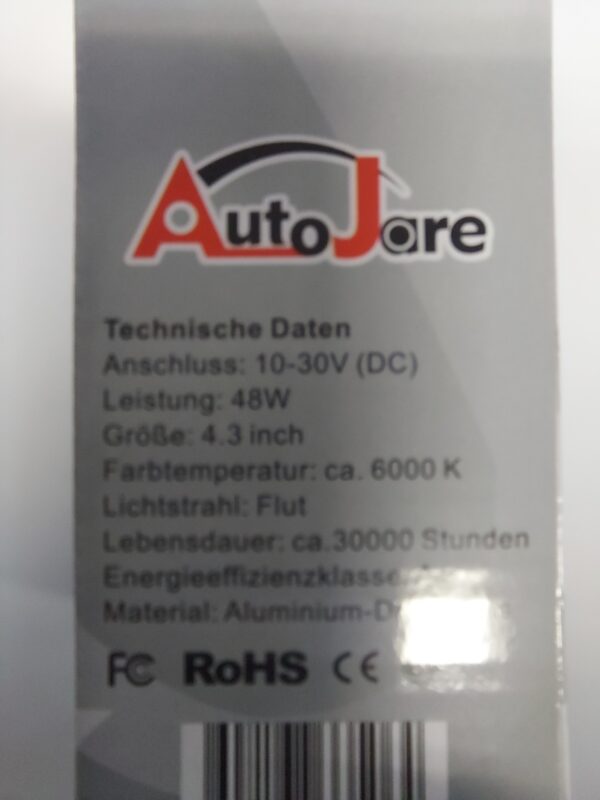 AutoJare
Technische Daten
Anschluss: 10-30V (DC)
Leistung: 48W
Größe: 4.3 inch
Farbtemperatur: ca. 6000 K
Lichtstrahl: Flut
Lebensdauer: ca.30000 Stunden
Energieeffizienzklasse:
Material:
FC RoHS CE